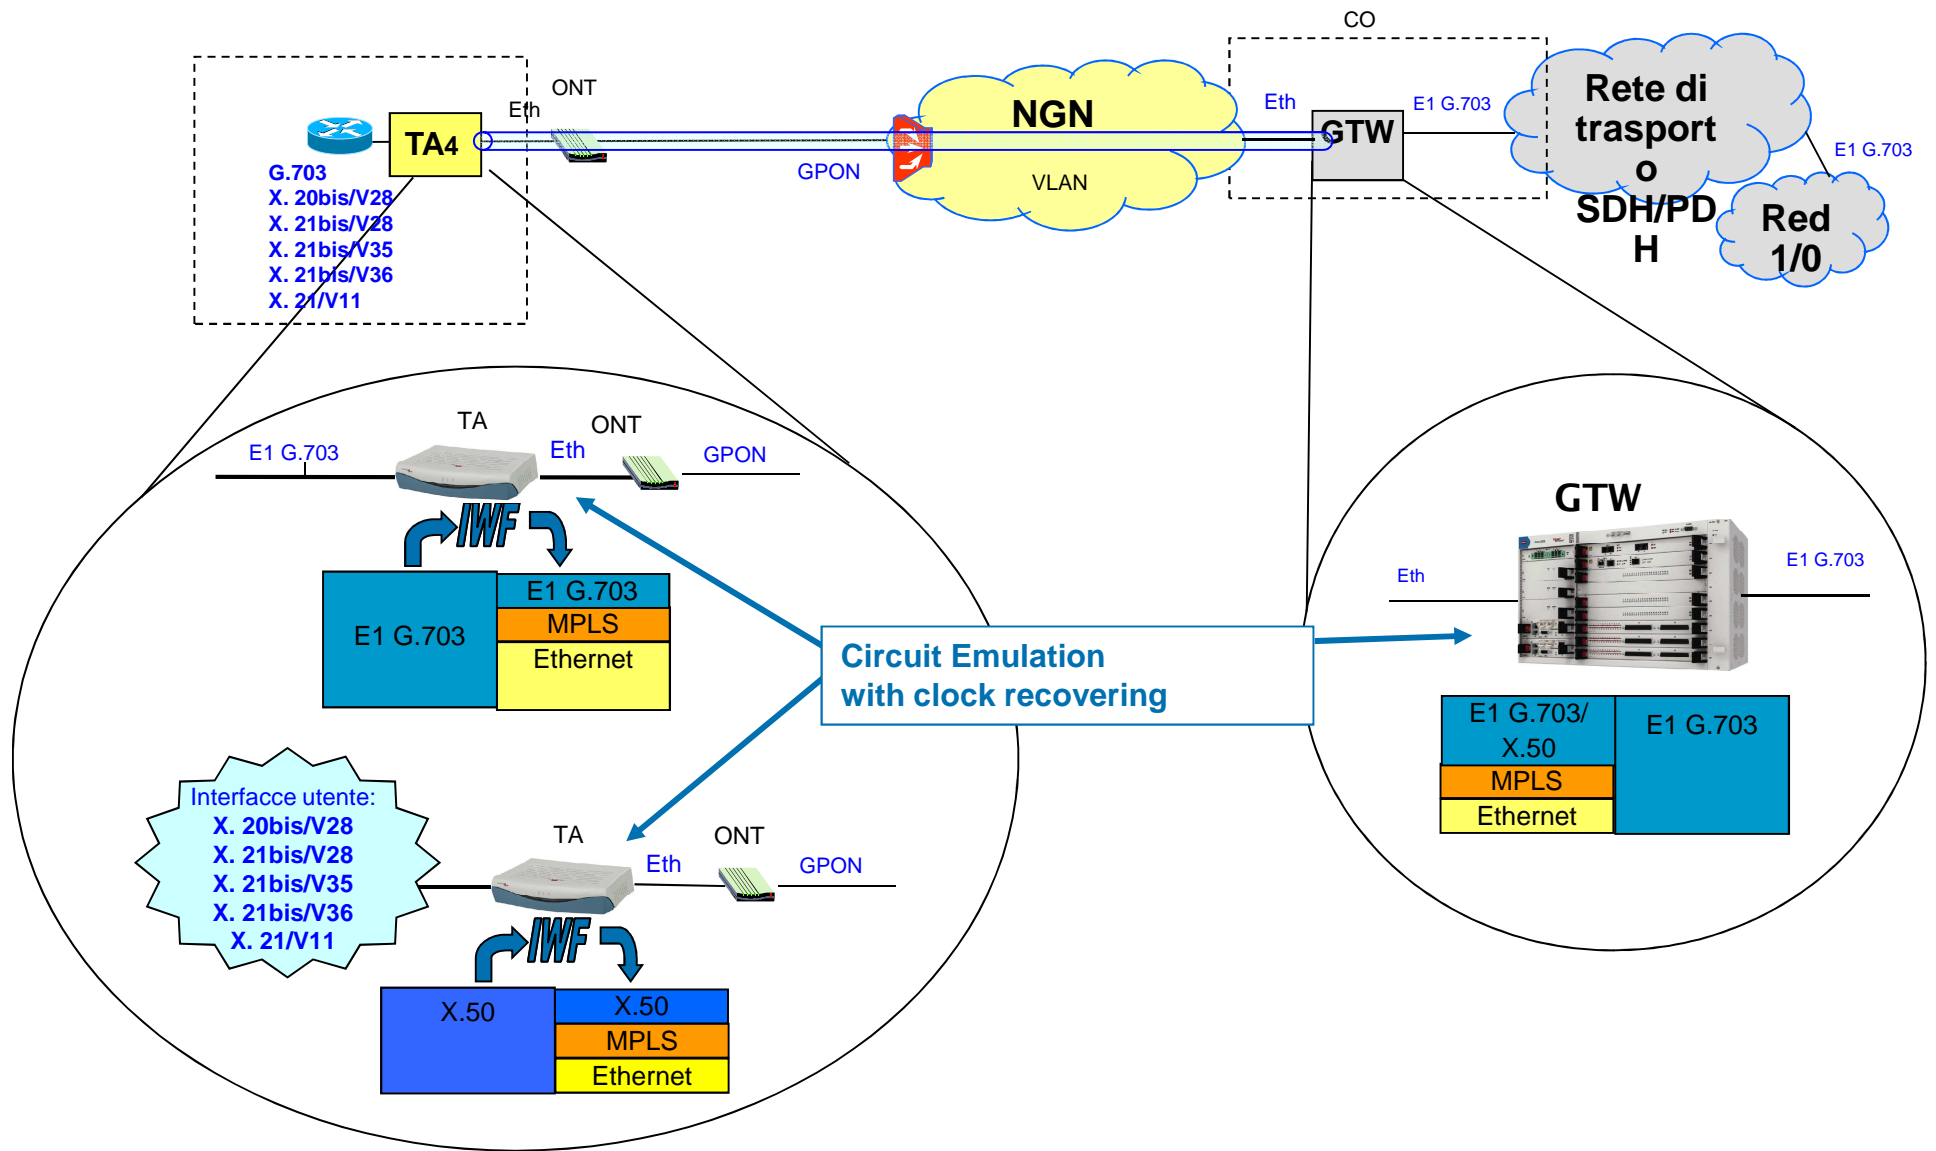 CO
ONT
Eth
TA4
G.703
X. 20bis/V28
X. 21bis/V28
X. 21bis/V35
X. 21bis/V36
X. 21/V11
GPON
NGN
VLAN
Eth
GTW
E1 G.703
Rete di
trasport
o
SDH/PD
H
E1 G.703
Red
1/0
TA
ONT
E1 G.703
Eth
GPON
IWF
E1 G.703
E1 G.703
MPLS
Ethernet
Circuit Emulation
with clock recovering
Interfacce utente:
X. 20bis/V28
X. 21bis/V28
X. 21bis/V35
X. 21bis/V36
X. 21/V11
TA
ONT
Eth
GPON
IWF
X.50
X.50
MPLS
Ethernet
GTW
Eth
E1 G.703
E1 G.703/
X.50
MPLS
Ethernet
E1 G.703